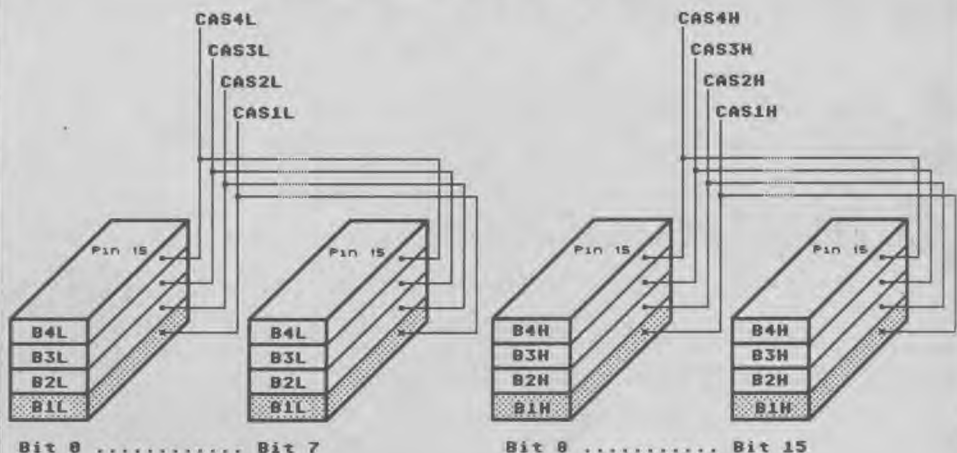 CAS4L CAS4H
CAS3L CAS3H
CAS2L CAS2H
CAS1L CAS1H
Pin 15 Pin 15 Pin 15 Pin 15
B4L B4L B4H B4H
B3L B3L B3H B3H
B2L B2L B2H B2H
B1L B1L B1H B1H
Bit 0 ............ Bit 7 Bit 8 ........... Bit 15